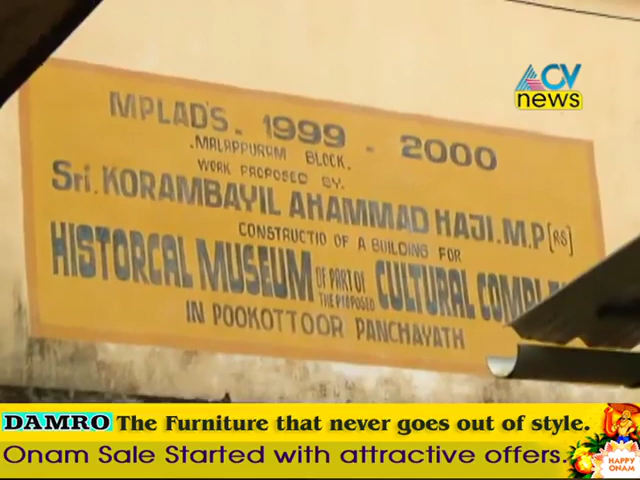 ACV
news
MPLAD'S. 1999 - 2000
.MALAPPURAM BLOCK.
WORK PROPOSED BY.
Sri. KORAMBAYIL AHAMMAD HAJI. M.P [RS]
CONSTRUCTIO OF A BUILDING FOR
HISTORCAL MUSEUM OF PART OF THE PROPOSED CULTURAL
IN POOKOTTOOR PANCHAYATH
DAMRO The Furniture that never goes out of style.
Onam Sale Started with attractive offers.
HAPPY
ONAM